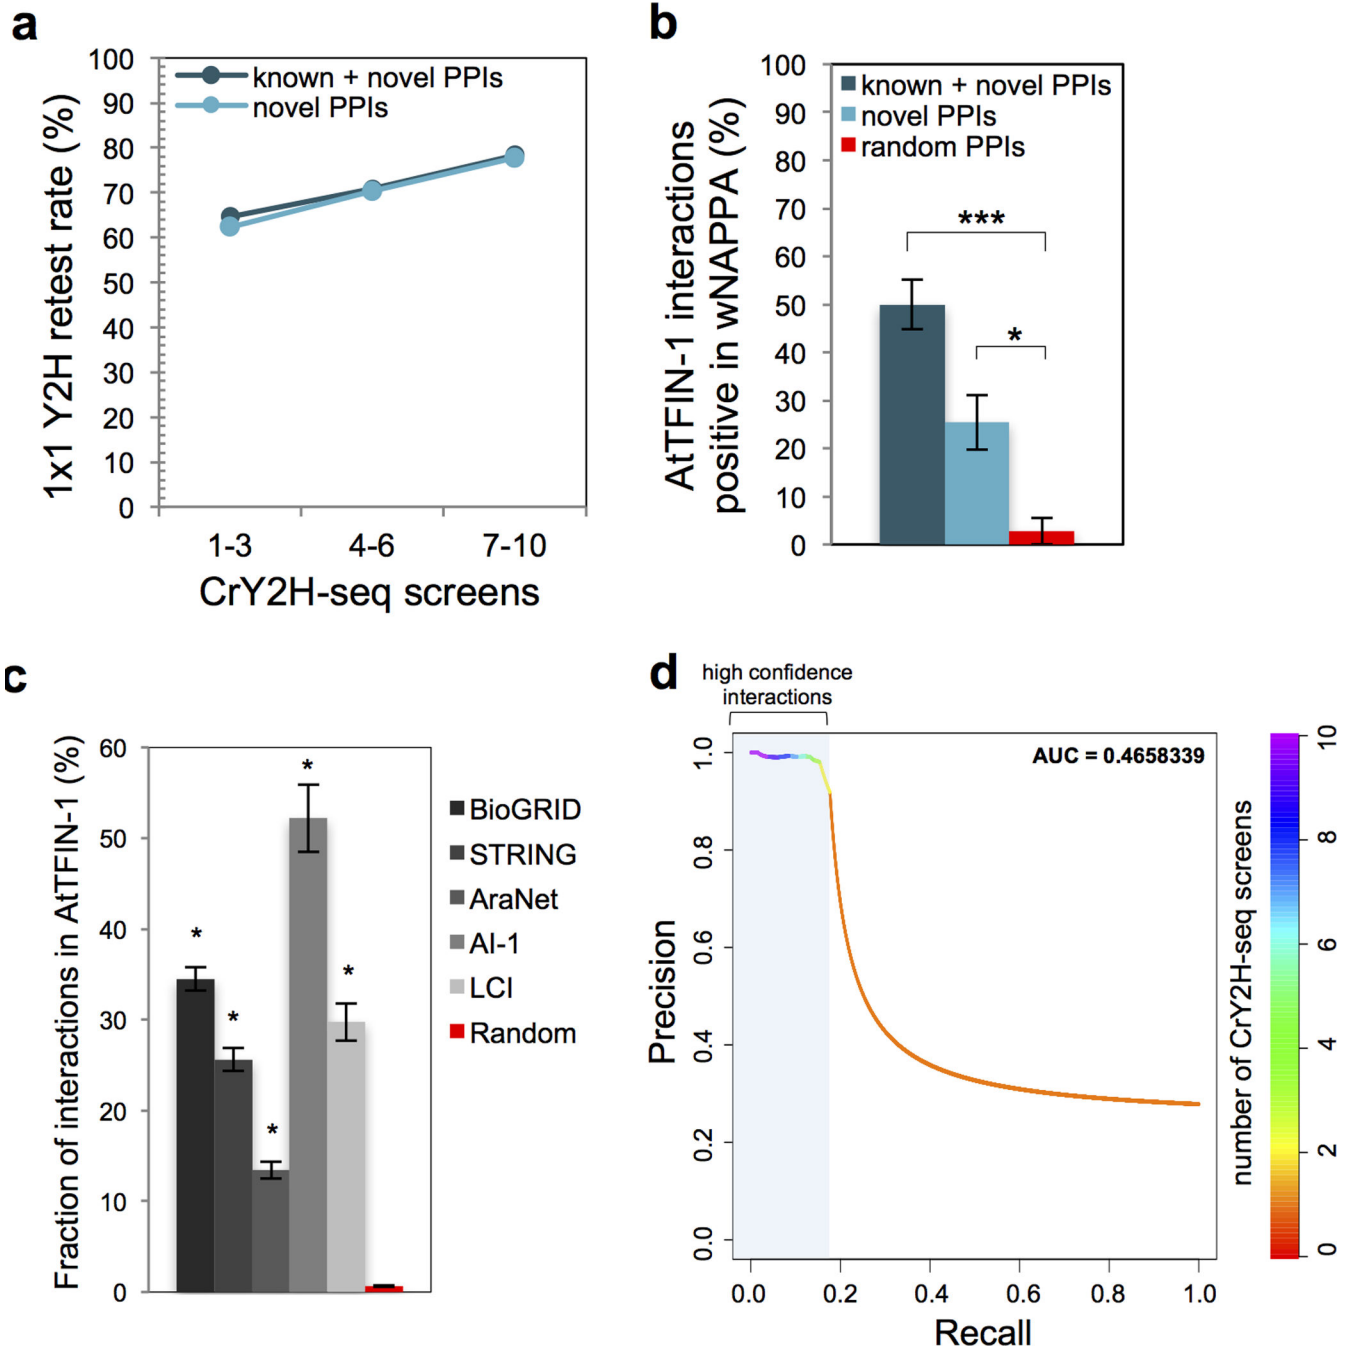 a
1x1 Y2H retest rate (%)
100
90
80
70
60
50
40
30
20
10
0
known + novel PPIs
novel PPIs
1-3 4-6 7-10
CrY2H-seq screens
b
AtTFIN-1 interactions
positive in wNAPPA (%)
100
90
80
70
60
50
40
30
20
10
0
known + novel PPIs
novel PPIs
random PPIs
***
*
c
Fraction of interactions in AtTFIN-1 (%)
60
50
40
30
20
10
0
*
*
*
*
*
BioGRID
STRING
AraNet
AI-1
LCI
Random
d
high confidence
interactions
AUC = 0.4658339
Precision
1.0
0.8
0.6
0.4
0.2
0.0
0.0 0.2 0.4 0.6 0.8 1.0
Recall
number of CrY2H-seq screens
10
8
6
4
2
0